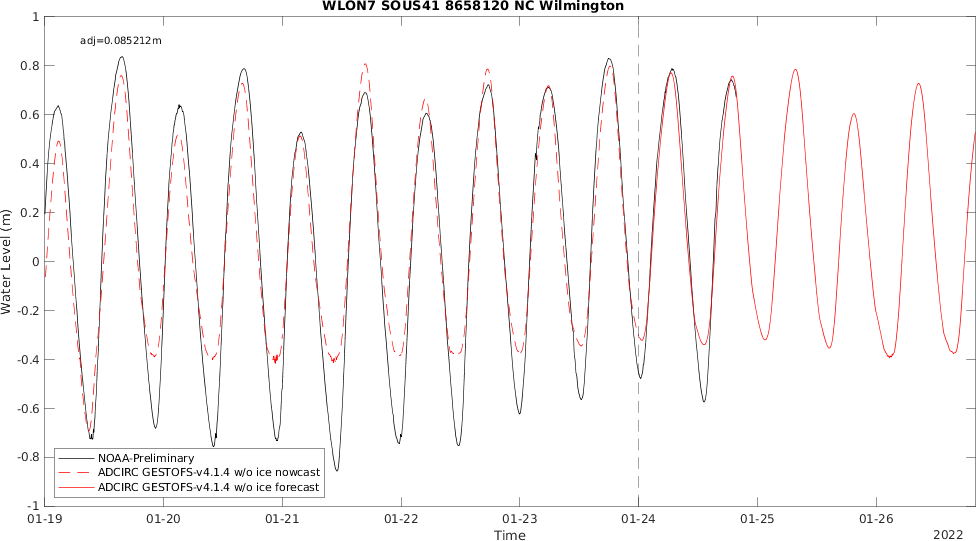 WLON7 SOUS41 8658120 NC Wilmington
adj=0.085212m
1
0.8
0.6
0.4
0.2
0
-0.2
-0.4
-0.6
-0.8
-1
Water Level (m)
NOAA-Preliminary
ADCIRC GESTOFS-v4.1.4 w/o ice nowcast
ADCIRC GESTOFS-v4.1.4 w/o ice forecast
01-19 01-20 01-21 01-22 01-23 01-24 01-25 01-26
Time
2022